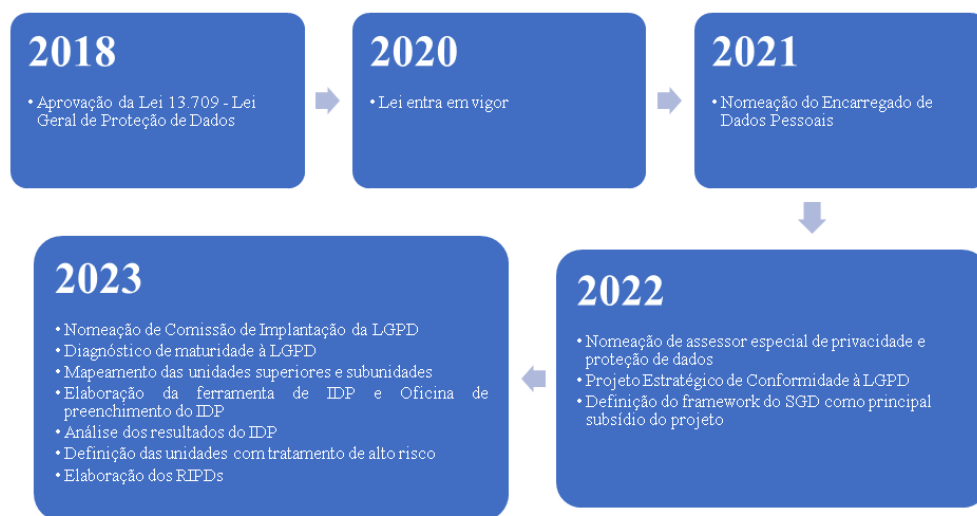 2018
• Aprovação da Lei 13.709 - Lei
Geral de Proteção de Dados
2020
• Lei entra em vigor
2021
• Nomeação do Encarregado de
Dados Pessoais
2022
• Nomeação de assessor especial de privacidade e
proteção de dados
• Projeto Estratégico de Conformidade à LGPD
• Definição do framework do SGD como principal
subsídio do projeto
2023
• Nomeação de Comissão de Implantação da LGPD
• Diagnóstico de maturidade à LGPD
• Mapeamento das unidades superiores e subunidades
• Elaboração da ferramenta de IDP e Oficina de
preenchimento do IDP
• Análise dos resultados do IDP
• Definição das unidades com tratamento de alto risco
• Elaboração dos RIPDs